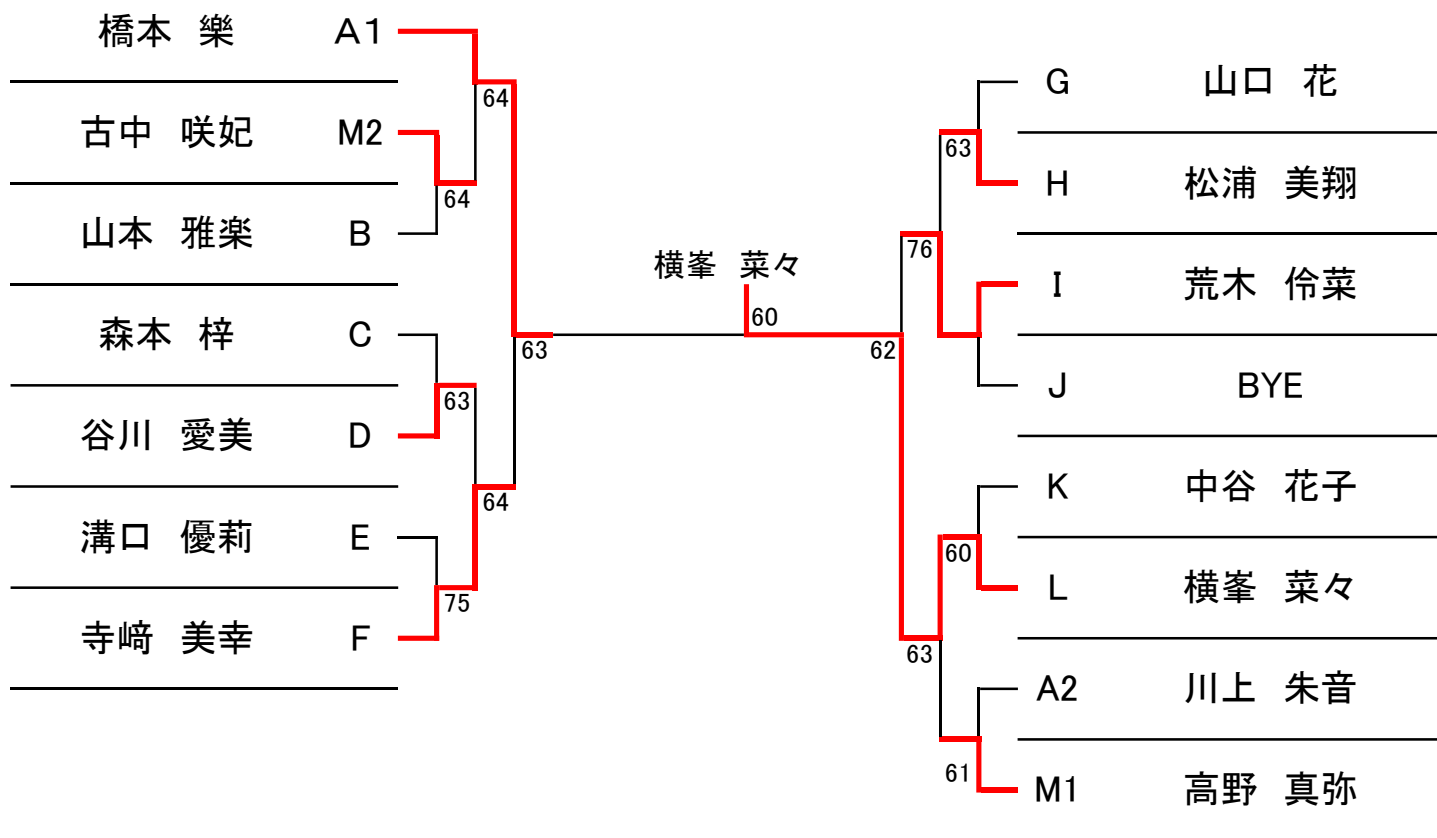 橋本 樂 A1
64
古中 咲妃 M2
64
山本 雅楽 B
森本 梓 C
63
谷川 愛美 D
64
溝口 優莉 E
75
寺﨑 美幸 F
63
横峯 菜々
60
62
G 山口 花
63
H 松浦 美翔
76
I 荒木 伶菜
J BYE
K 中谷 花子
60
L 横峯 菜々
63
A2 川上 朱音
61
M1 高野 真弥